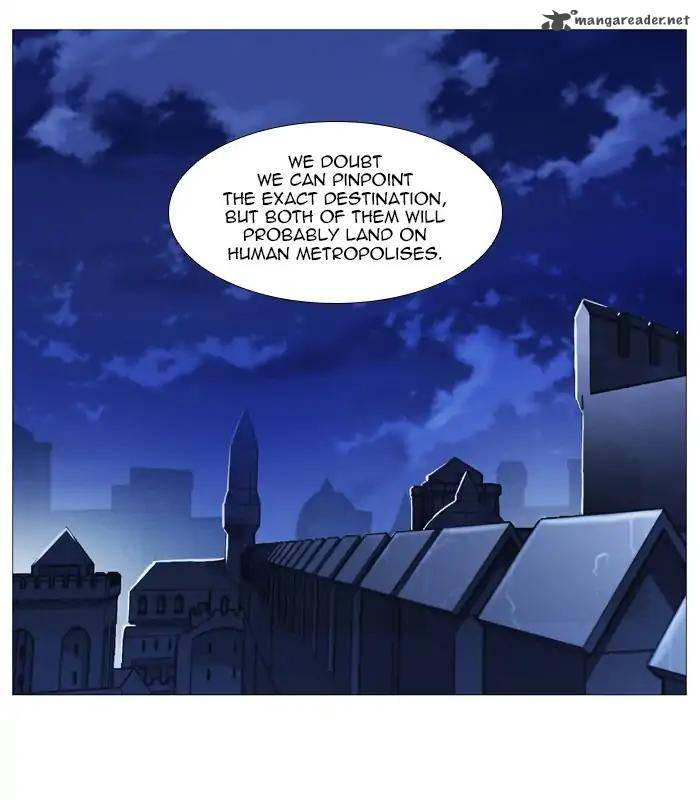 mangareader.net
WE DOUBT
WE CAN PINPOINT
THE EXACT DESTINATION,
BUT BOTH OF THEM WILL
PROBABLY LAND ON
HUMAN METROPOLISES.